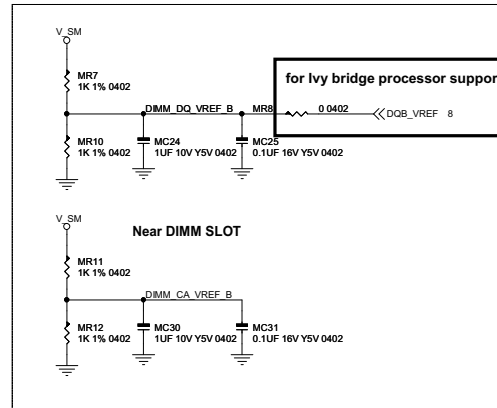 V_SM
MR7
1K 1% 0402
for Ivy bridge processor suppor
DIMM_DQ_VREF_B
MR8
0 0402
DQB_VREF 8
MR10
1K 1% 0402
MC24
1UF 10V Y5V 0402
MC25
0.1UF 16V Y5V 0402
V_SM
Near DIMM SLOT
MR11
1K 1% 0402
DIMM_CA_VREF_B
MR12
1K 1% 0402
MC30
1UF 10V Y5V 0402
MC31
0.1UF 16V Y5V 0402